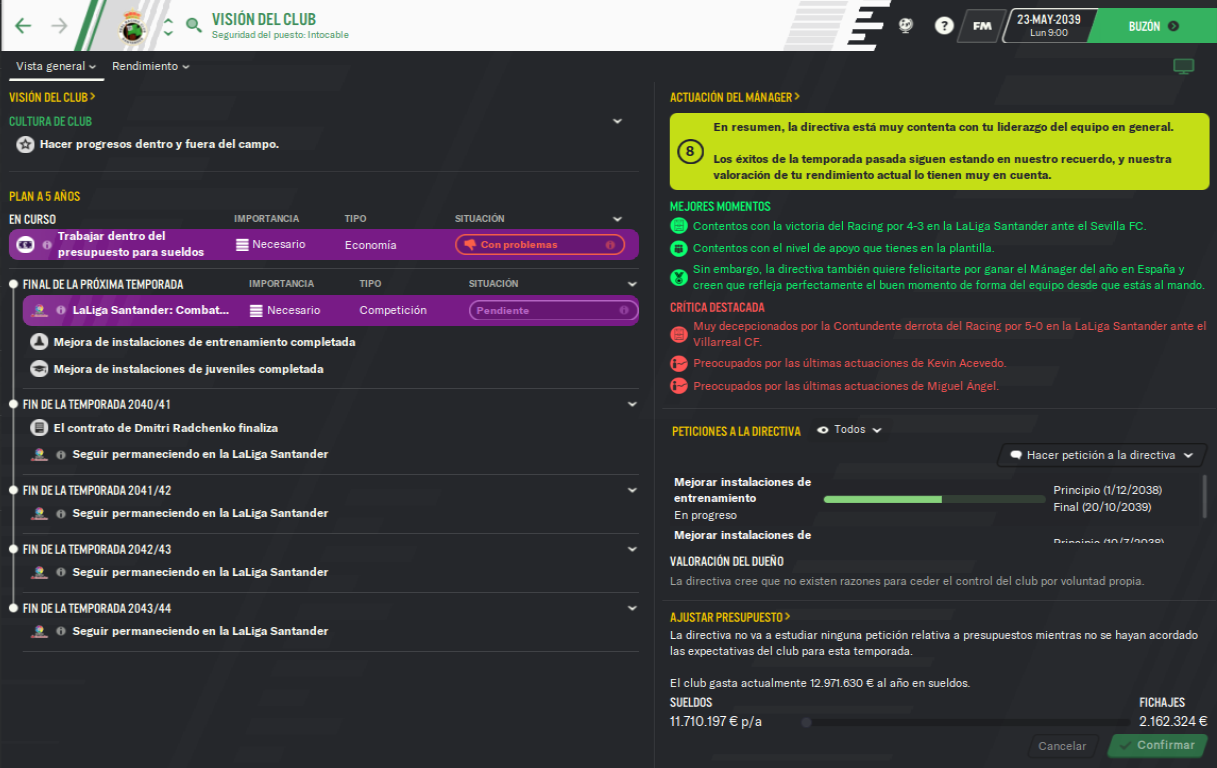 VISIÓN DEL CLUB
Seguridad del puesto: Intocable
?
FM
23-MAY-2039
Lun 9:00
BUZÓN
Vista general
Rendimiento
VISIÓN DEL CLUB
CULTURA DE CLUB
Hacer progresos dentro y fuera del campo.
PLAN A 5 AÑOS
EN CURSO
IMPORTANCIA
TIPO
SITUACIÓN
Trabajar dentro del
presupuesto para sueldos
Necesario
Economía
Con problemas
FINAL DE LA PRÓXIMA TEMPORADA
IMPORTANCIA
TIPO
SITUACIÓN
LaLiga Santander: Combat...
Necesario
Competición
Pendiente
Mejora de instalaciones de entrenamiento completada
Mejora de instalaciones de juveniles completada
FIN DE LA TEMPORADA 2040/41
El contrato de Dmitri Radchenko finaliza
Seguir permaneciendo en la LaLiga Santander
FIN DE LA TEMPORADA 2041/42
Seguir permaneciendo en la LaLiga Santander
FIN DE LA TEMPORADA 2042/43
Seguir permaneciendo en la LaLiga Santander
FIN DE LA TEMPORADA 2043/44
Seguir permaneciendo en la LaLiga Santander
ACTUACIÓN DEL MÁNAGER
8
En resumen, la directiva está muy contenta con tu liderazgo del equipo en general.
Los éxitos de la temporada pasada siguen estando en nuestro recuerdo, y nuestra
valoración de tu rendimiento actual lo tienen muy en cuenta.
MEJORES MOMENTOS
Contentos con la victoria del Racing por 4-3 en la LaLiga Santander ante el Sevilla FC.
Contentos con el nivel de apoyo que tienes en la plantilla.
Sin embargo, la directiva también quiere felicitarte por ganar el Mánager del año en España y
creen que refleja perfectamente el buen momento de forma del equipo desde que estás al mando.
CRÍTICA DESTACADA
Muy decepcionados por la Contundente derrota del Racing por 5-0 en la LaLiga Santander ante el
Villarreal CF.
Preocupados por las últimas actuaciones de Kevin Acevedo.
Preocupados por las últimas actuaciones de Miguel Ángel.
PETICIONES A LA DIRECTIVA
Todos
Hacer petición a la directiva
Mejorar instalaciones de
entrenamiento
En progreso
Principio (1/12/2038)
Final (20/10/2039)
Mejorar instalaciones de
Principio (10/7/2038)
VALORACIÓN DEL DUEÑO
La directiva cree que no existen razones para ceder el control del club por voluntad propia.
AJUSTAR PRESUPUESTO
La directiva no va a estudiar ninguna petición relativa a presupuestos mientras no se hayan acordado
las expectativas del club para esta temporada.
El club gasta actualmente 12.971.630 € al año en sueldos.
SUELDOS
FICHAJES
11.710.197 € p/a
2.162.324 €
Cancelar
Confirmar